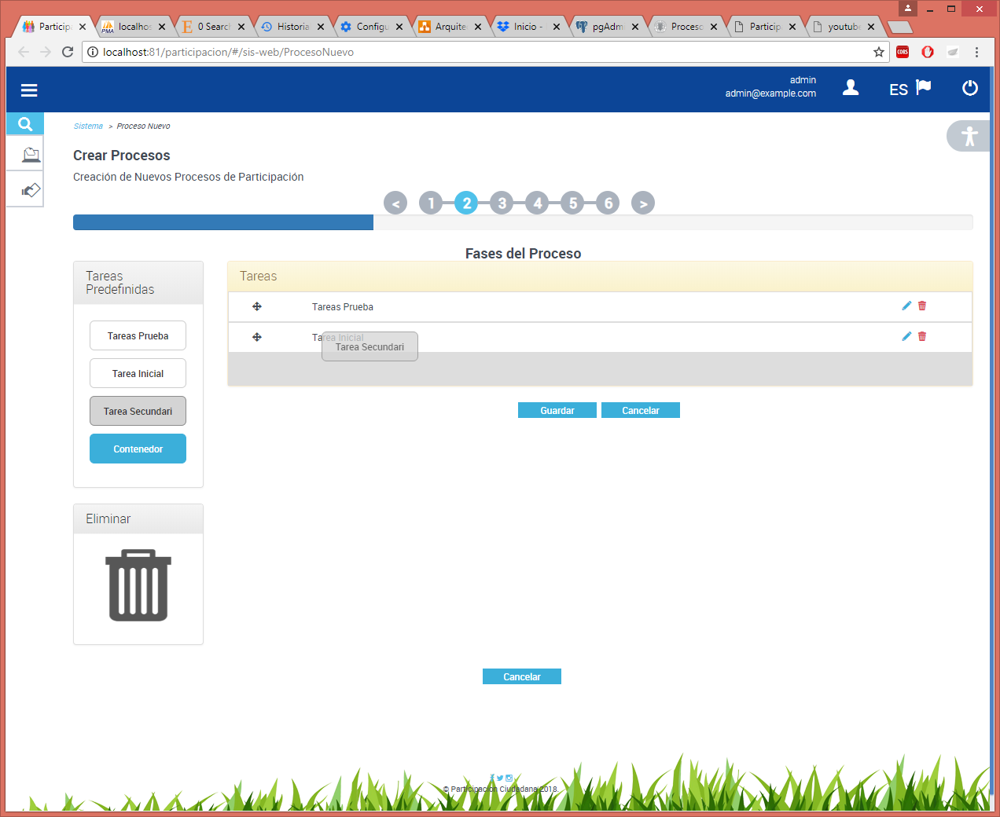 Particip
localhos
0 Searc
Historia
Configu
Arquite
Inicio -
pgAdm
Proceso
Particip
youtube
localhost:81/participacion/#/sis-web/ProcesoNuevo
CORS
admin
admin@example.com
ES
Sistema > Proceso Nuevo
Crear Procesos
Creación de Nuevos Procesos de Participación
< 1 2 3 4 5 6 >
Fases del Proceso
Tareas
Predefinidas
Tareas Prueba
Tarea Inicial
Tarea Secundari
Contenedor
Tareas
Tareas Prueba
Tarea Inicial
Tarea Secundari
Guardar
Cancelar
Eliminar
Cancelar
© Participacion Ciudadana 2018.